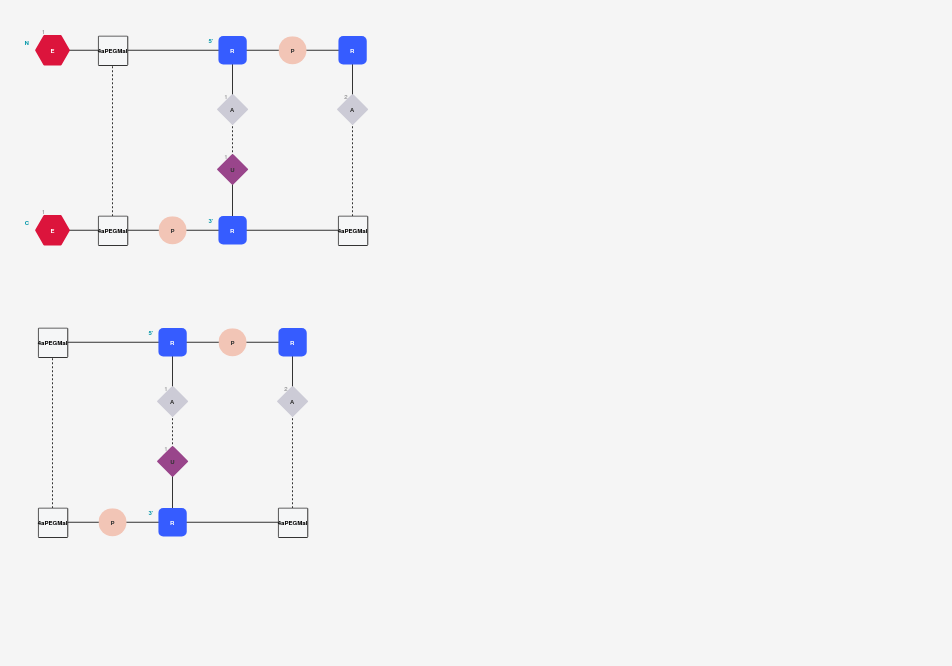 1
N E 4aPEGMal 5' R P R
1 A 2 A
1 U
1
C E 4aPEGMal P 3' R 4aPEGMal
4aPEGMal 5' R P R
1 A 2 A
1 U
4aPEGMal P 3' R 4aPEGMal